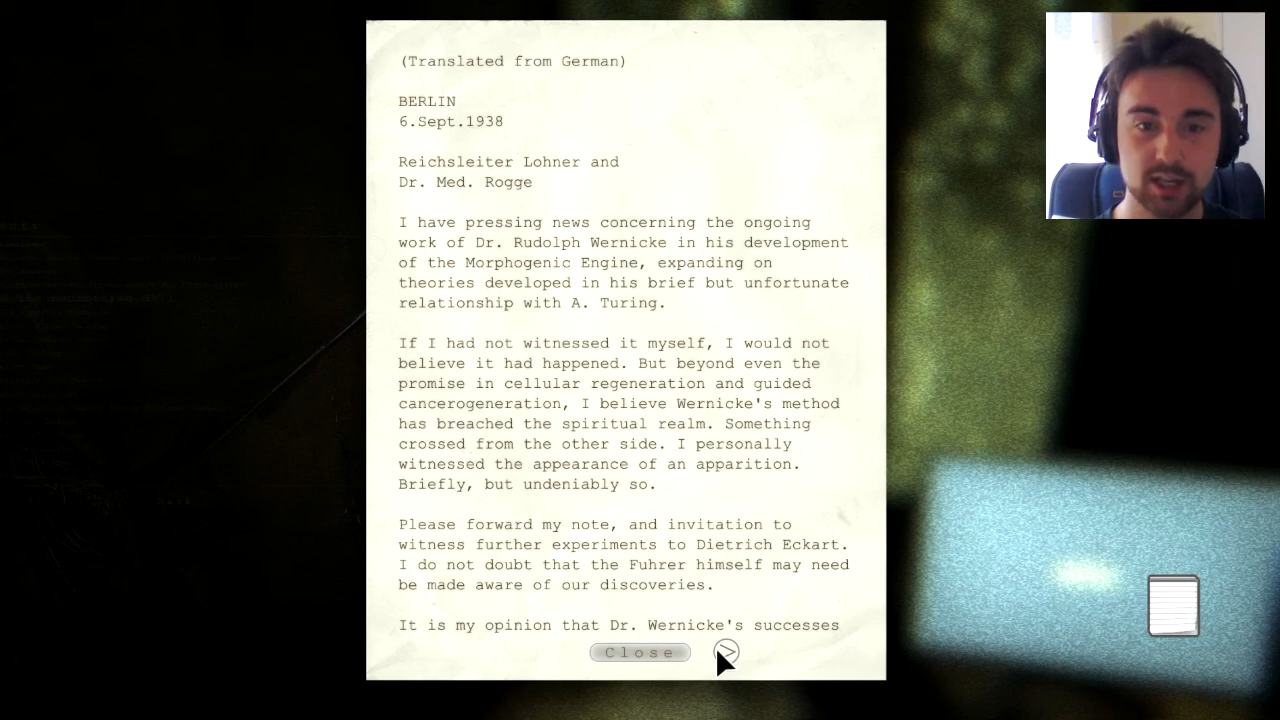 (Translated from German)
BERLIN
6.Sept.1938
Reichsleiter Lohner and
Dr. Med. Rogge
I have pressing news concerning the ongoing
work of Dr. Rudolph Wernicke in his development
of the Morphogenic Engine, expanding on
theories developed in his brief but unfortunate
relationship with A. Turing.
If I had not witnessed it myself, I would not
believe it had happened. But beyond even the
promise in cellular regeneration and guided
cancerogeneration, I believe Wernicke's method
has breached the spiritual realm. Something
crossed from the other side. I personally
witnessed the appearance of an apparition.
Briefly, but undeniably so.
Please forward my note, and invitation to
witness further experiments to Dietrich Eckart.
I do not doubt that the Fuhrer himself may need
be made aware of our discoveries.
It is my opinion that Dr. Wernicke's successes
Close >